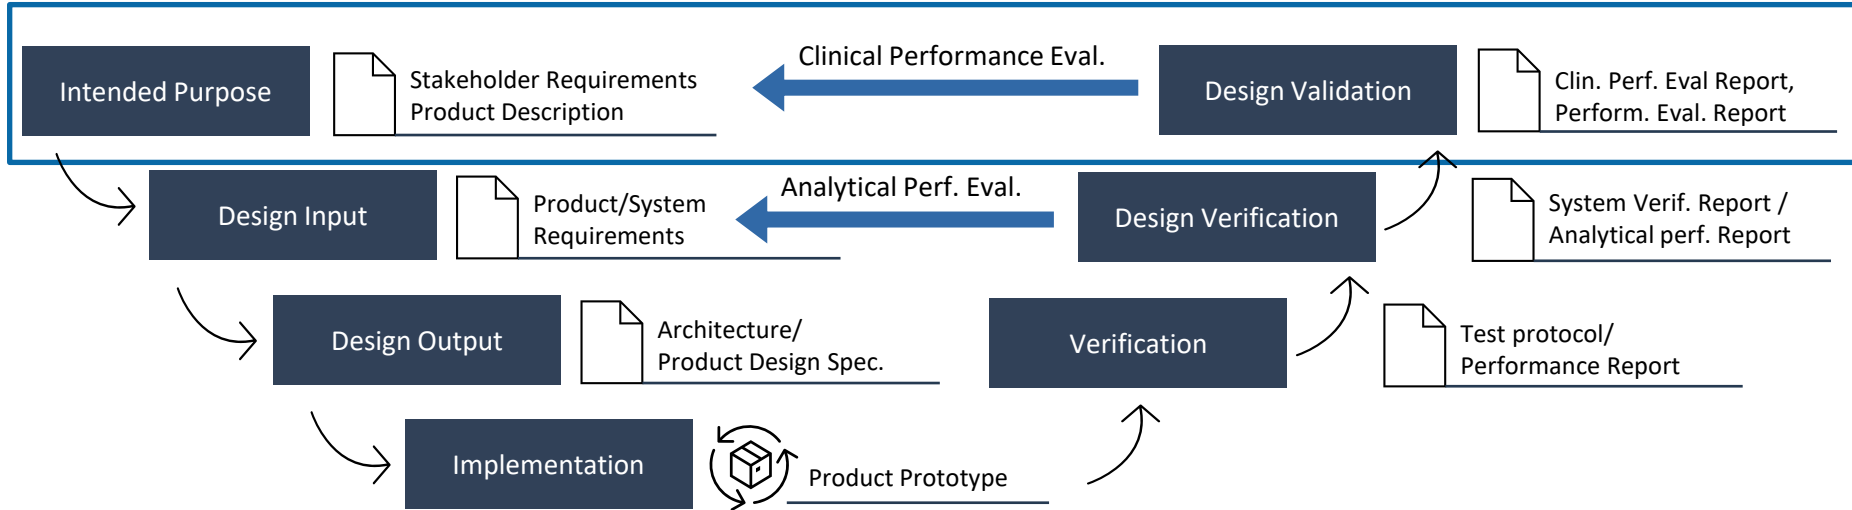 Intended Purpose
Stakeholder Requirements
Product Description
Clinical Performance Eval.
Design Validation
Clin. Perf. Eval Report,
Perform. Eval. Report
Design Input
Product/System
Requirements
Analytical Perf. Eval.
Design Verification
System Verif. Report /
Analytical perf. Report
Design Output
Architecture/
Product Design Spec.
Verification
Test protocol/
Performance Report
Implementation
Product Prototype